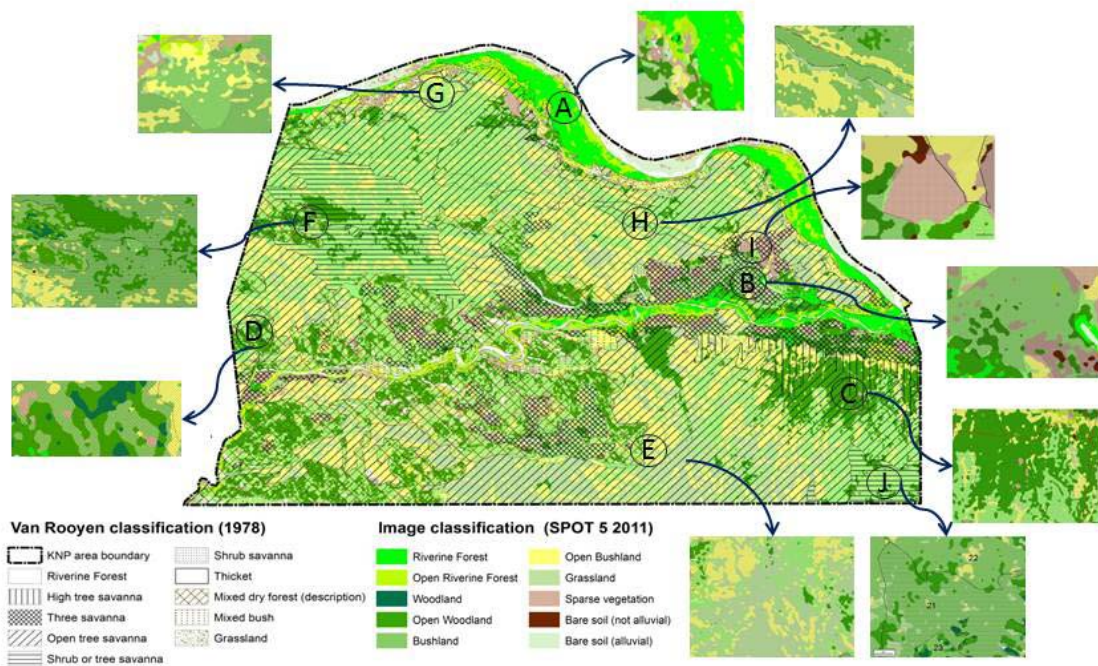 G
A
F
H
I
B
D
C
E
J
22
21
23
Van Rooyen classification (1978)
KNP area boundary
Riverine Forest
High tree savanna
Three savanna
Open tree savanna
Shrub or tree savanna
Shrub savanna
Thicket
Mixed dry forest (description)
Mixed bush
Grassland
Image classification (SPOT 5 2011)
Riverine Forest
Open Riverine Forest
Woodland
Open Woodland
Bushland
Open Bushland
Grassland
Sparse vegetation
Bare soil (not alluvial)
Bare soil (alluvial)